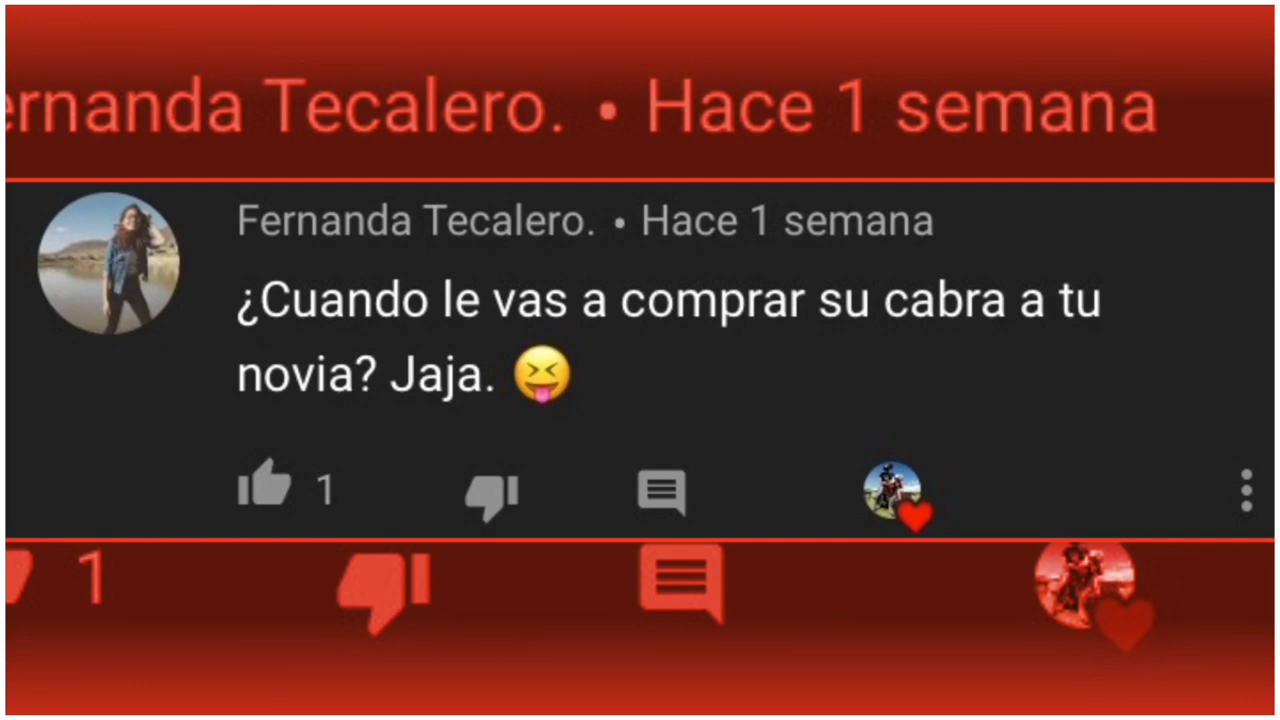 ernanda Tecalero. • Hace 1 semana
Fernanda Tecalero. • Hace 1 semana
¿Cuando le vas a comprar su cabra a tu
novia? Jaja. 😝
1
1